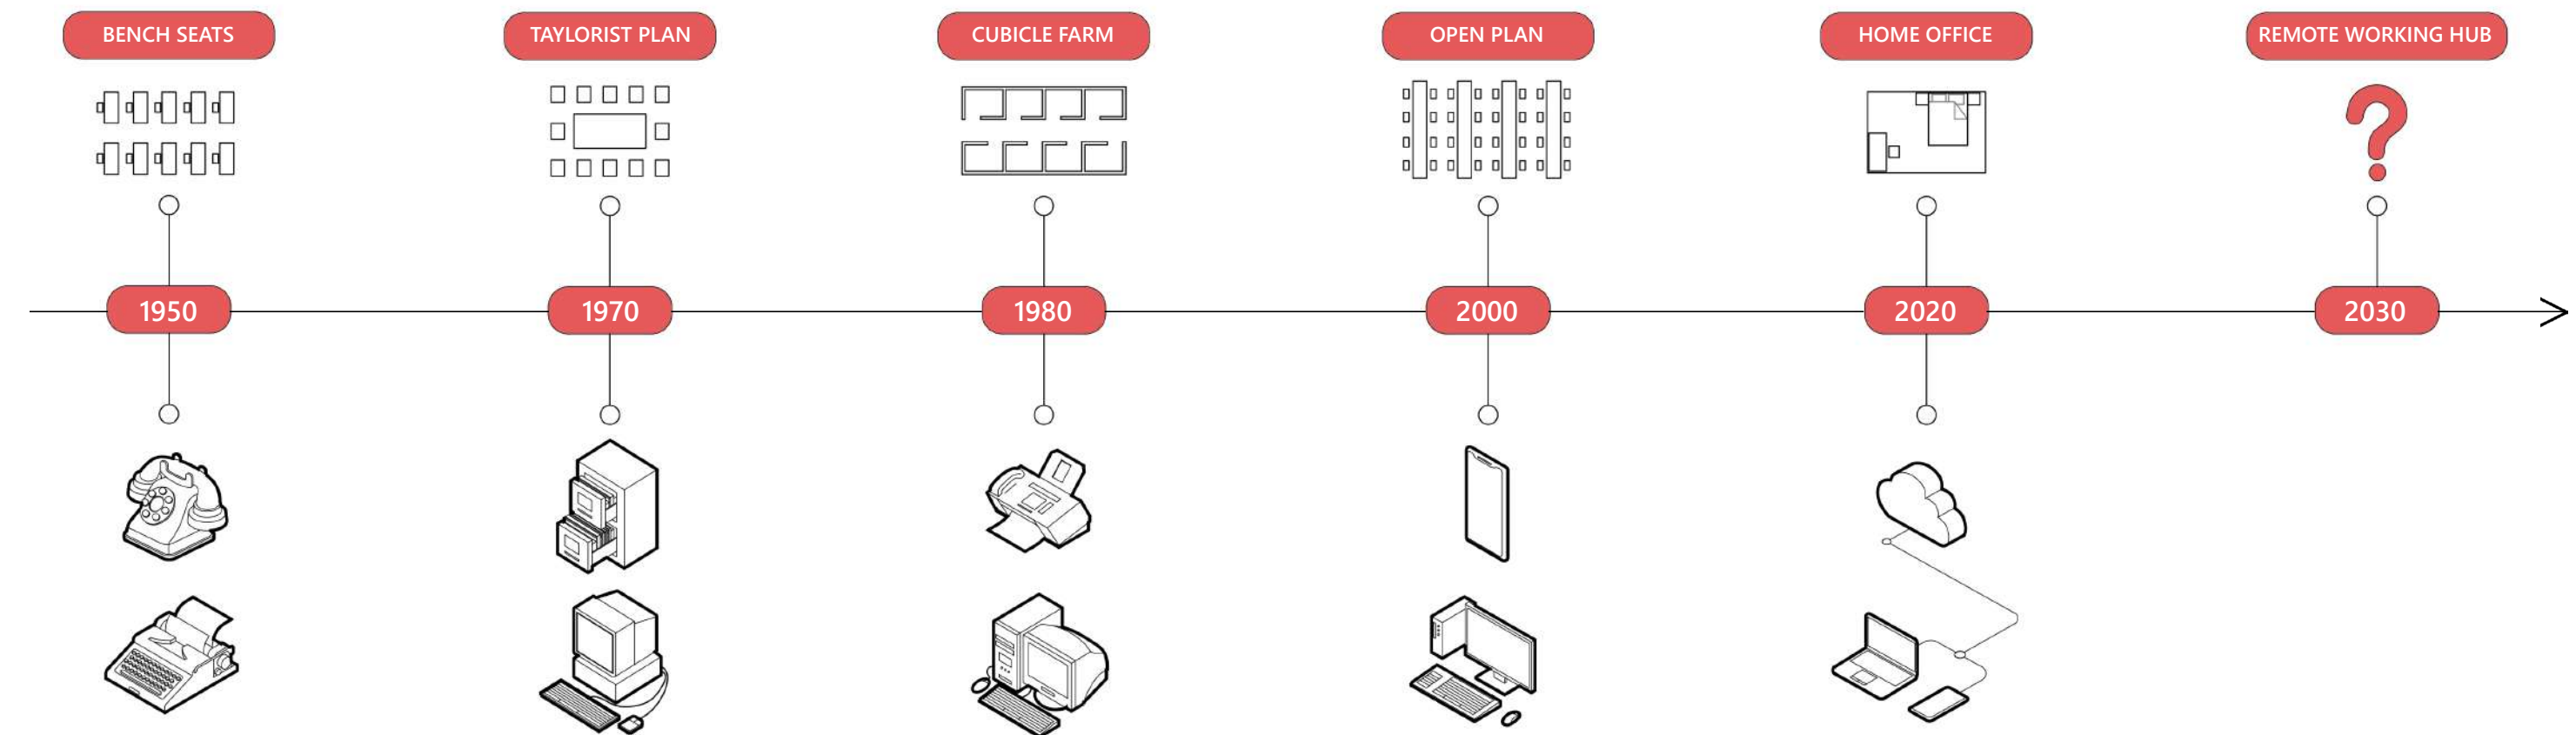 BENCH SEATS
TAYLORIST PLAN
CUBICLE FARM
OPEN PLAN
HOME OFFICE
REMOTE WORKING HUB
?
1950
1970
1980
2000
2020
2030